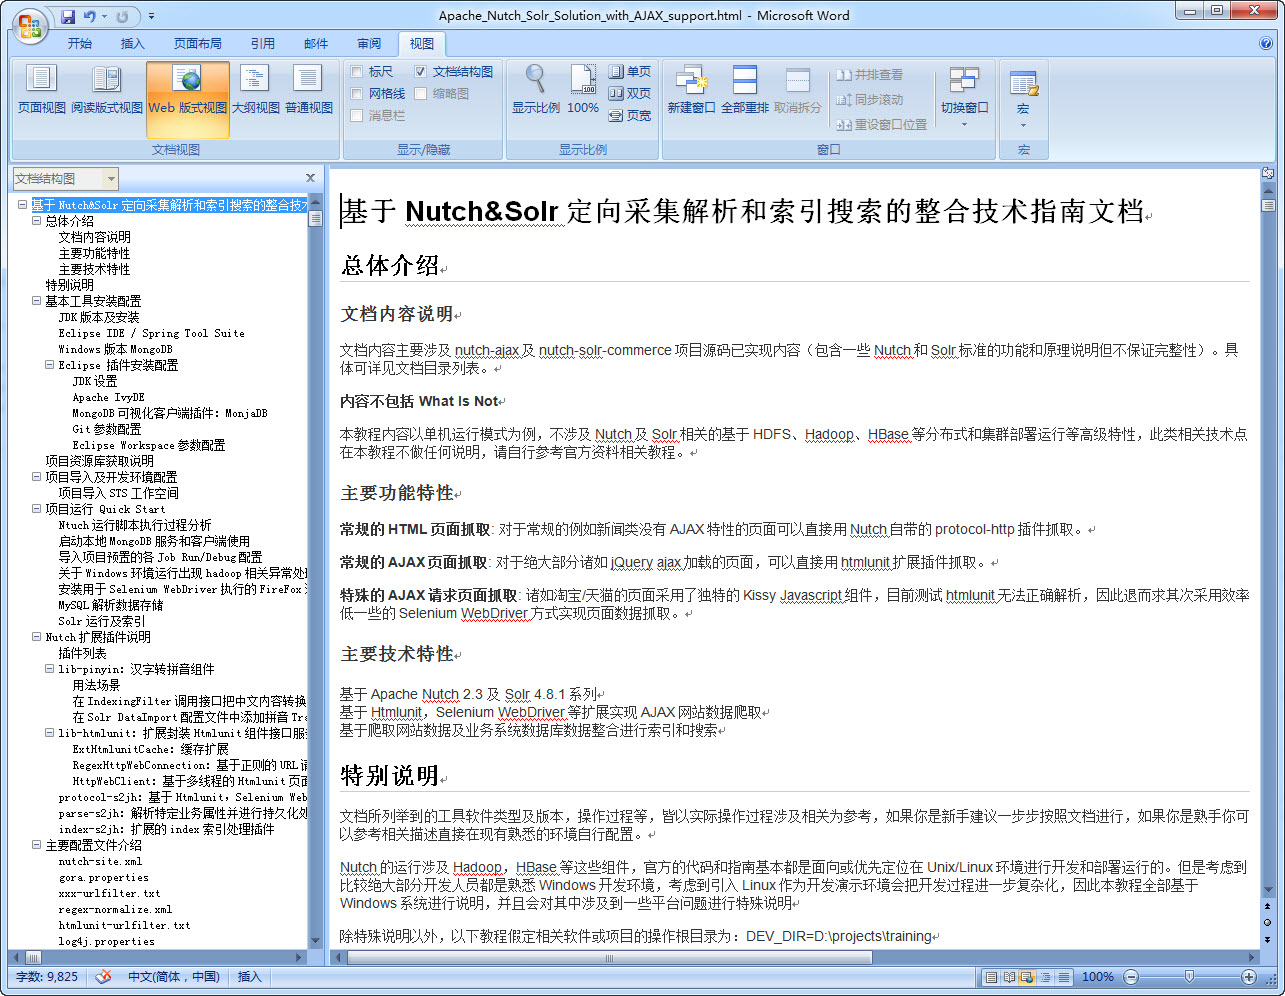 Apache_Nutch_Solr_Solution_with_AJAX_support.html - Microsoft Word
开始 插入 页面布局 引用 邮件 审阅 视图
页面视图 阅读版式视图 Web 版式视图 大纲视图 普通视图
文档视图
标尺 文档结构图
网格线 缩略图
消息栏
显示/隐藏
显示比例 100% 单页
双页
页宽
显示比例
新建窗口 全部重排 取消拆分
并排查看
同步滚动
重设窗口位置
切换窗口
窗口
宏
宏
文档结构图
基于 Nutch&Solr 定向采集解析和索引搜索的整合技术
总体介绍
文档内容说明
主要功能特性
主要技术特性
特别说明
基本工具安装配置
JDK 版本及安装
Eclipse IDE / Spring Tool Suite
Windows 版本 MongoDB
Eclipse 插件安装配置
JDK 设置
Apache IvyDE
MongoDB 可视化客户端插件：MonjaDB
Git 参数配置
Eclipse Workspace 参数配置
项目资源库获取说明
项目导入及开发环境配置
项目导入 STS 工作空间
项目运行 Quick Start
Ntuch 运行脚本执行过程分析
启动本地 MongoDB 服务和客户端使用
导入项目预置的各 Job Run/Debug 配置
关于 Windows 环境运行出现 hadoop 相关异常处
安装用于 Selenium WebDriver 执行的 FireFox
MySQL 解析数据存储
Solr 运行及索引
Nutch 扩展插件说明
插件列表
lib-pinyin：汉字转拼音组件
用法场景
在 IndexingFilter 调用接口把中文内容转换
在 Solr DataImport 配置文件中添加拼音 Tra
lib-htmlunit：扩展封装 Htmlunit 组件接口服
ExtHtmlunitCache：缓存扩展
RegexHttpWebConnection：基于正则的 URL 请
HttpWebClient：基于多线程的 Htmlunit 页面
protocol-s2jh：基于 Htmlunit，Selenium Web
parse-s2jh：解析特定业务属性并进行持久化处
index-s2jh：扩展的 index 索引处理插件
主要配置文件介绍
nutch-site.xml
gora.properties
xxx-urlfilter.txt
regex-normalize.xml
htmlunit-urlfilter.txt
log4j.properties
基于 Nutch&Solr 定向采集解析和索引搜索的整合技术指南文档
总体介绍
文档内容说明
文档内容主要涉及 nutch-ajax 及 nutch-solr-commerce 项目源码已实现内容（包含一些 Nutch 和 Solr 标准的功能和原理说明但不保证完整性）。具
体可详见文档目录列表。
内容不包括 What Is Not
本教程内容以单机运行模式为例，不涉及 Nutch 及 Solr 相关的基于 HDFS、Hadoop、HBase 等分布式和集群部署运行等高级特性，此类相关技术点
在本教程不做任何说明，请自行参考官方资料相关教程。
主要功能特性
常规的 HTML 页面抓取: 对于常规的例如新闻类没有 AJAX 特性的页面可以直接用 Nutch 自带的 protocol-http 插件抓取。
常规的 AJAX 页面抓取: 对于绝大部分诸如 jQuery ajax 加载的页面，可以直接用 htmlunit 扩展插件抓取。
特殊的 AJAX 请求页面抓取: 诸如淘宝/天猫的页面采用了独特的 Kissy Javascript 组件，目前测试 htmlunit 无法正确解析，因此退而求其次采用效率
低一些的 Selenium WebDriver 方式实现页面数据抓取。
主要技术特性
基于 Apache Nutch 2.3 及 Solr 4.8.1 系列
基于 Htmlunit，Selenium WebDriver 等扩展实现 AJAX 网站数据爬取
基于爬取网站数据及业务系统数据库数据整合进行索引和搜索
特别说明
文档所列举到的工具软件类型及版本，操作过程等，皆以实际操作过程涉及相关为参考，如果你是新手建议一步步按照文档进行，如果你是熟手你可
以参考相关描述直接在现有熟悉的环境自行配置。
Nutch 的运行涉及 Hadoop，HBase 等这些组件，官方的代码和指南基本都是面向或优先定位在 Unix/Linux 环境进行开发和部署运行的。但是考虑到
比较绝大部分开发人员都是熟悉 Windows 开发环境，考虑到引入 Linux 作为开发演示环境会把开发过程进一步复杂化，因此本教程全部基于
Windows 系统进行说明，并且会对其中涉及到一些平台问题进行特殊说明
除特殊说明以外，以下教程假定相关软件或项目的操作根目录为：DEV_DIR=D:\projects\training
字数: 9,825 中文(简体，中国) 插入 100%